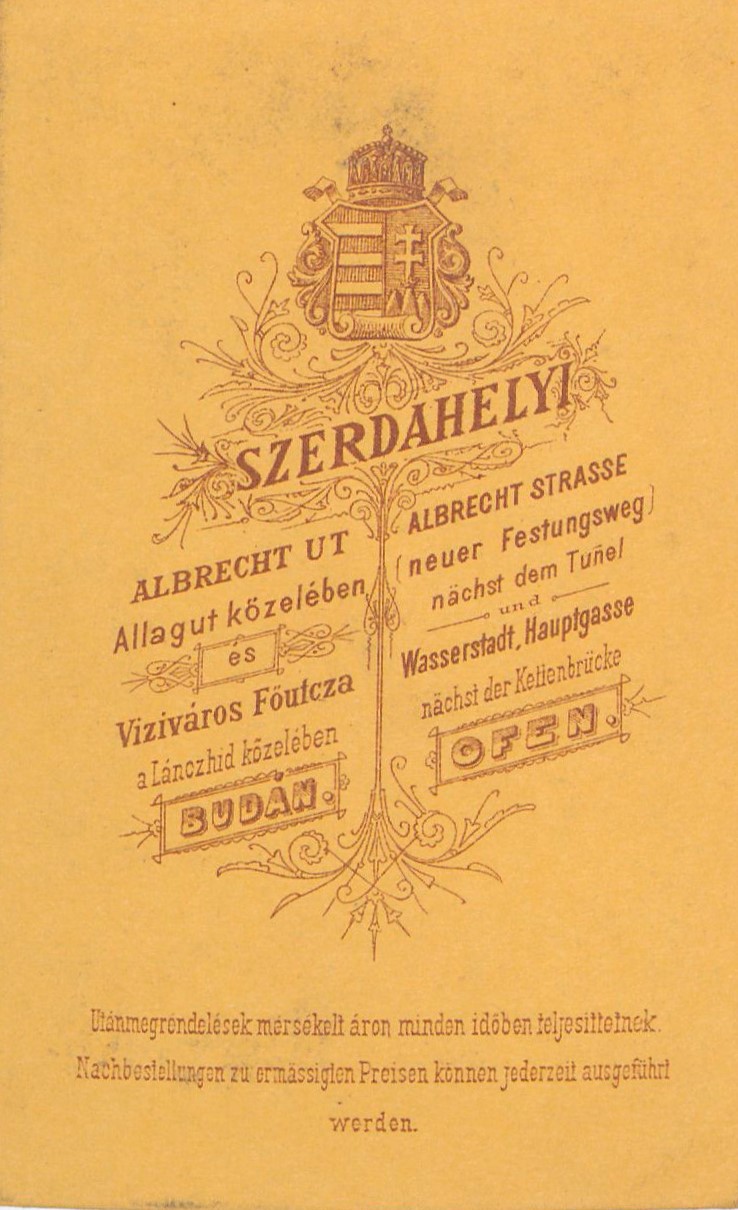 SZERDAHELYI
ALBRECHT UT
Allagut közelében
és
Viziváros Főutcza
a Lánczhid közelében
BUDÁN.
ALBRECHT STRASSE
(neuer Festungsweg)
nächst dem Tuñel
und
Wasserstadt, Hauptgasse
nächst der Kettenbrücke
OFEN.
Utánmegrendelések mérsékelt áron minden időben teljesittetnek.
Nachbestellungen zu ermässigten Preisen können jederzeit ausgeführt
werden.